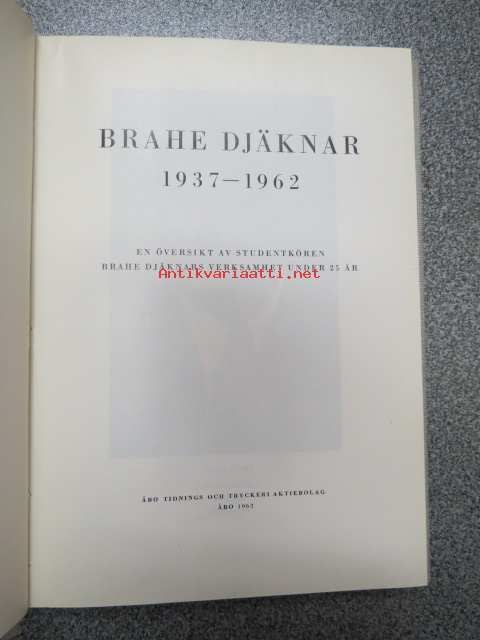 BRAHE DJÄKNAR
1937—1962
EN ÖVERSIKT AV STUDENTKÖREN
BRAHE DJÄKNARS VERKSAMHET UNDER 25 ÅR
Antikvariaatti.net
ÅBO TIDNINGS OCH TRYCKERI AKTIEBOLAG
ÅBO 1962